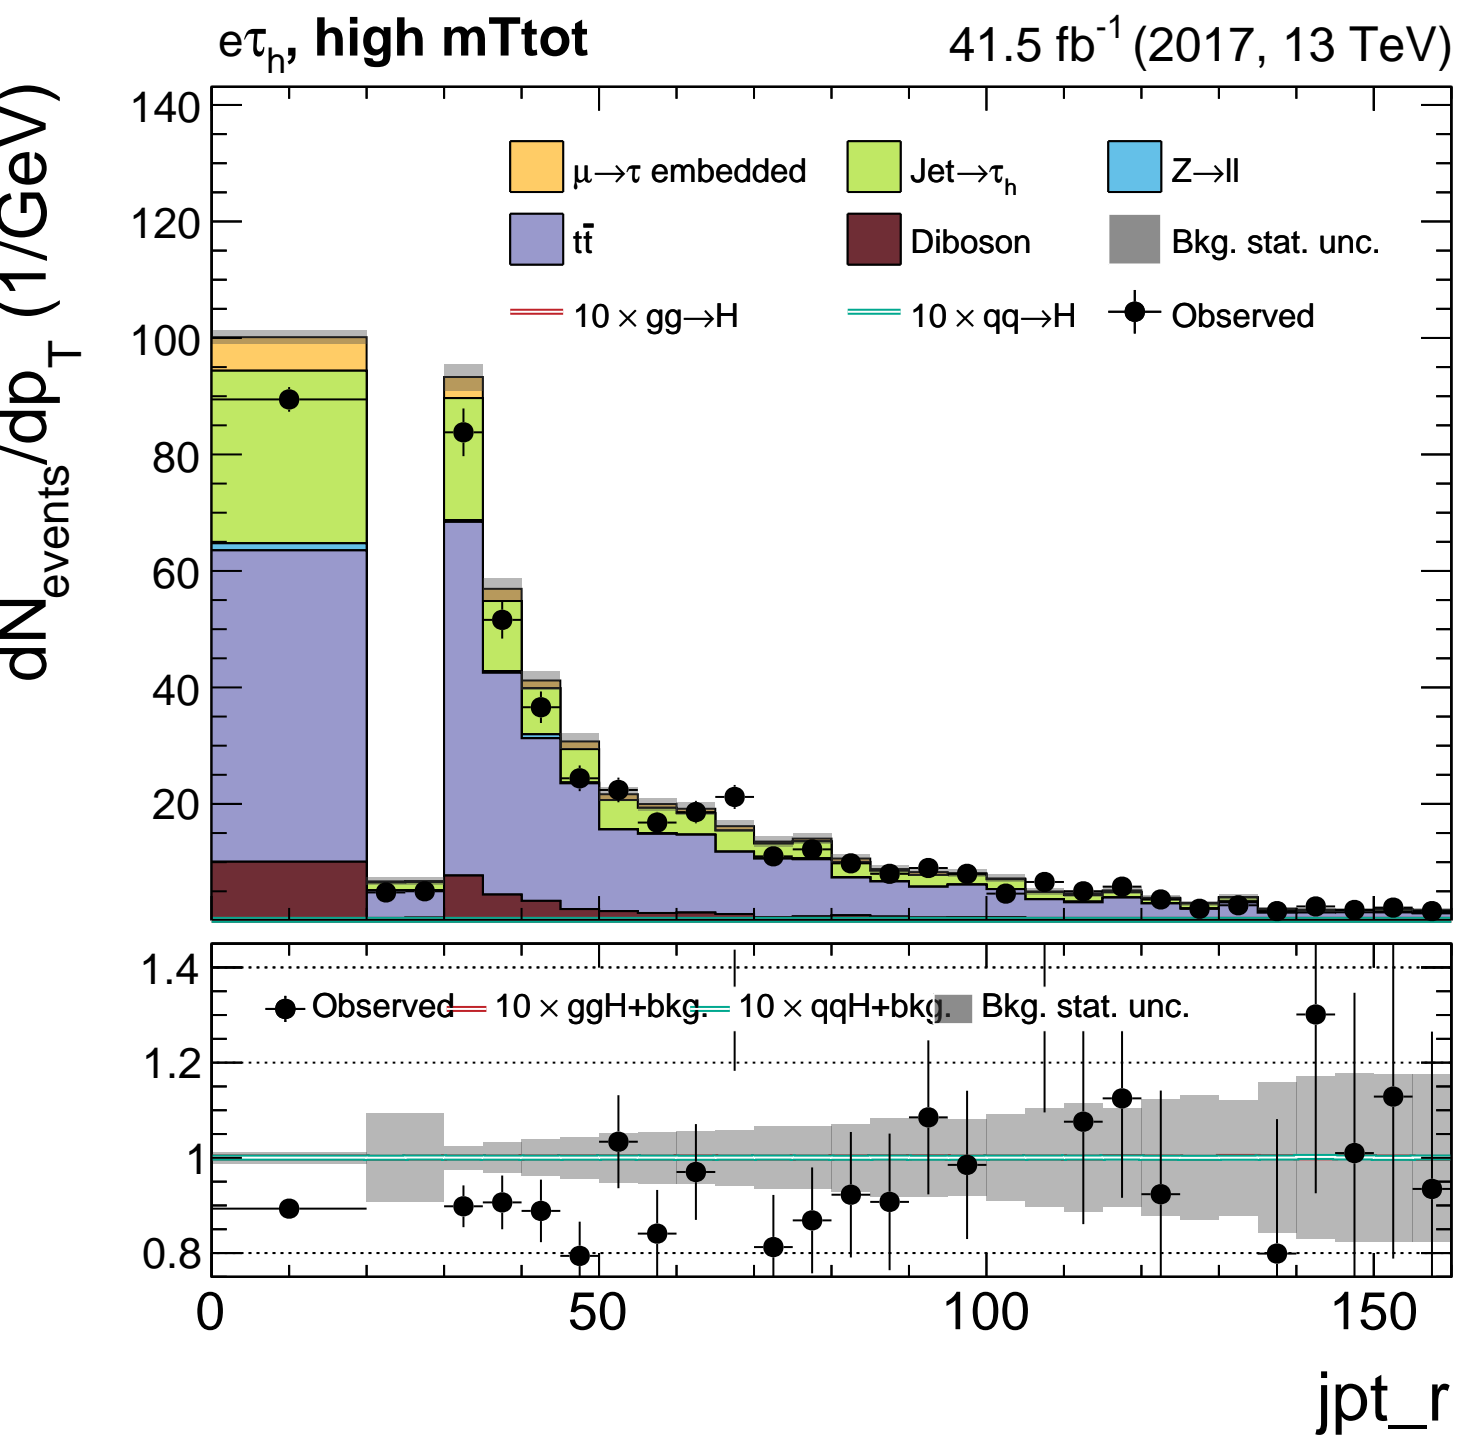 eτh, high mTtot 41.5 fb-1 (2017, 13 TeV)
dNevents/dpT (1/GeV)
140
120
100
80
60
40
20
μ→τ embedded Jet→τh Z→ll
tt̄ Diboson Bkg. stat. unc.
10 × gg→H 10 × qq→H Observed
1.4
1.2
1
0.8
Observed 10 × ggH+bkg. 10 × qqH+bkg. Bkg. stat. unc.
0 50 100 150
jpt_r